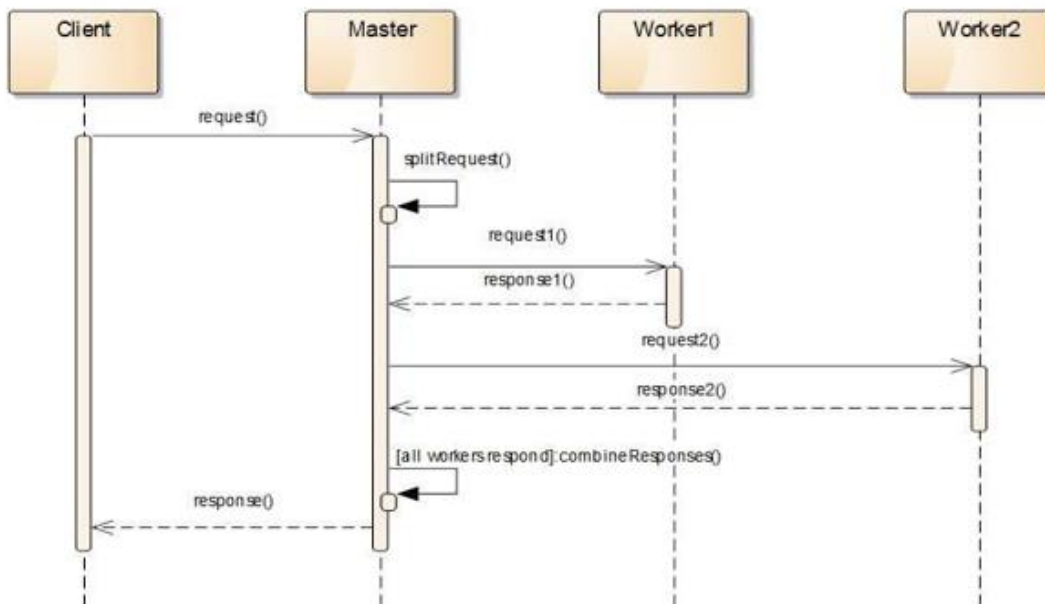 Client
Master
Worker1
Worker2
request()
splitRequest()
request1()
response1()
request2()
response2()
[all workers respond]:combineResponses()
response()